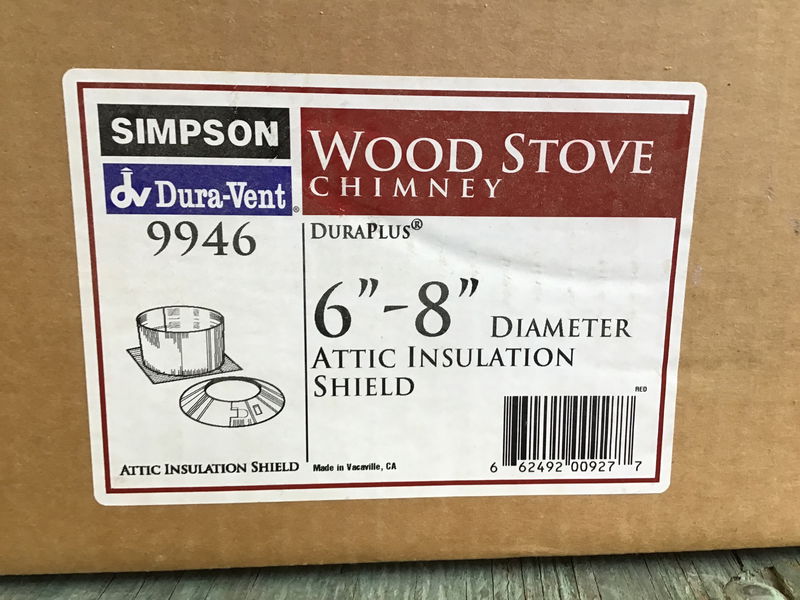 SIMPSON
dv Dura-Vent®
WOOD STOVE
CHIMNEY
9946
DURAPLUS®
6"-8" DIAMETER
ATTIC INSULATION
SHIELD
RED
ATTIC INSULATION SHIELD
Made in Vacaville, CA
6 62492 00927 7